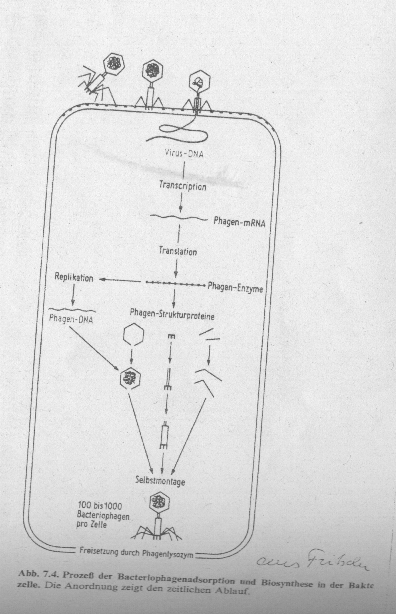 Virus-DNA
Transcription
Phagen-mRNA
Translation
Replikation
Phagen-Enzyme
Phagen-DNA
Phagen-Strukturproteine
Selbstmontage
100 bis 1000
Bacteriophagen
pro Zelle
Freisetzung durch Phagenlysozym
aus
Abb. 7.4. Prozeß der Bacteriophagenadsorption und Biosynthese in der Bakte
zelle. Die Anordnung zeigt den zeitlichen Ablauf.